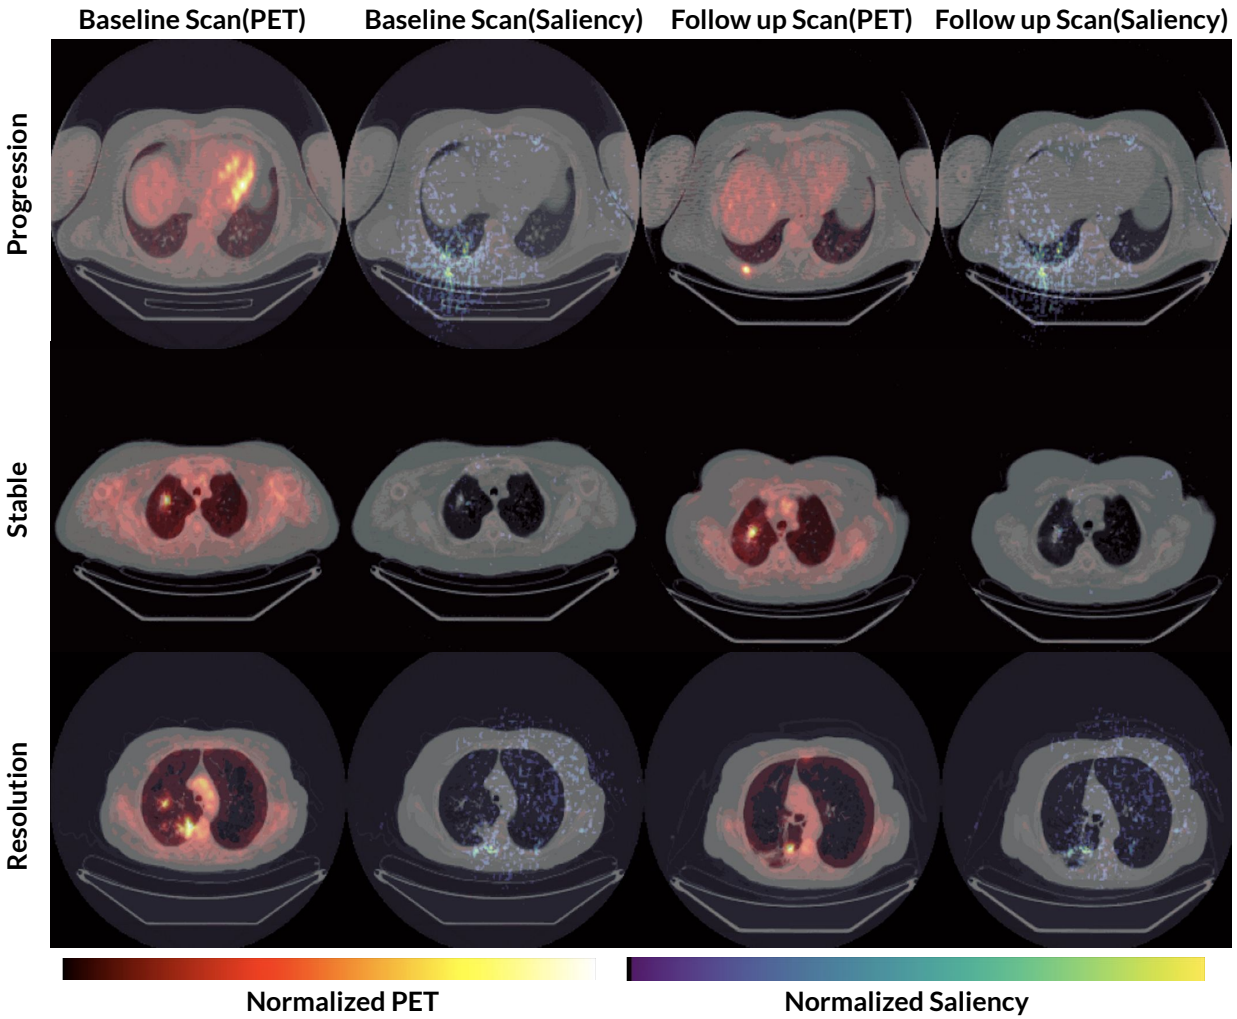 Baseline Scan(PET)
Baseline Scan(Saliency)
Follow up Scan(PET)
Follow up Scan(Saliency)
Progression
Stable
Resolution
Normalized PET
Normalized Saliency